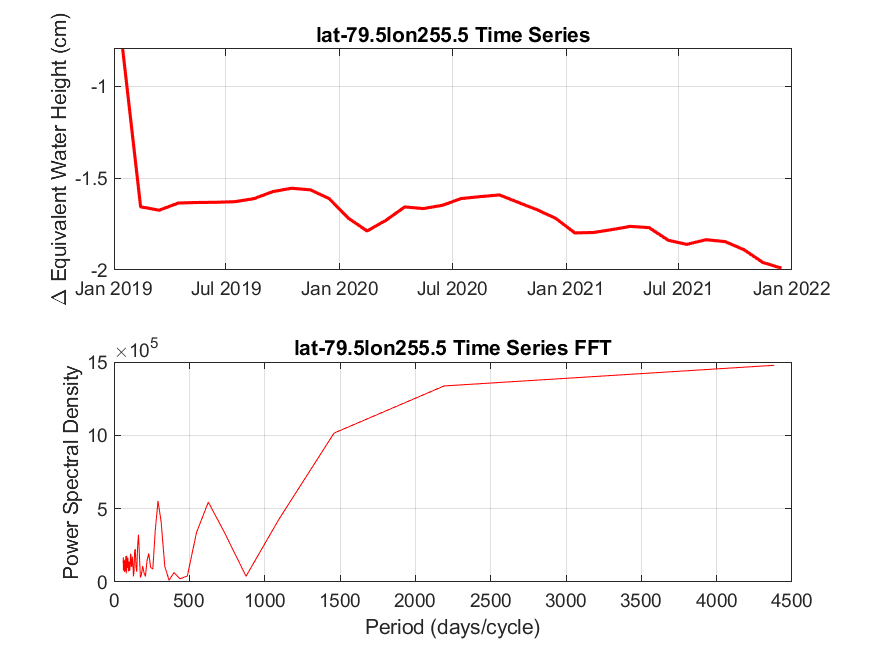 lat-79.5lon255.5 Time Series
Δ Equivalent Water Height (cm)
-1
-1.5
-2
Jan 2019 Jul 2019 Jan 2020 Jul 2020 Jan 2021 Jul 2021 Jan 2022
lat-79.5lon255.5 Time Series FFT
×10⁵
Power Spectral Density
15
10
5
0
0 500 1000 1500 2000 2500 3000 3500 4000 4500
Period (days/cycle)